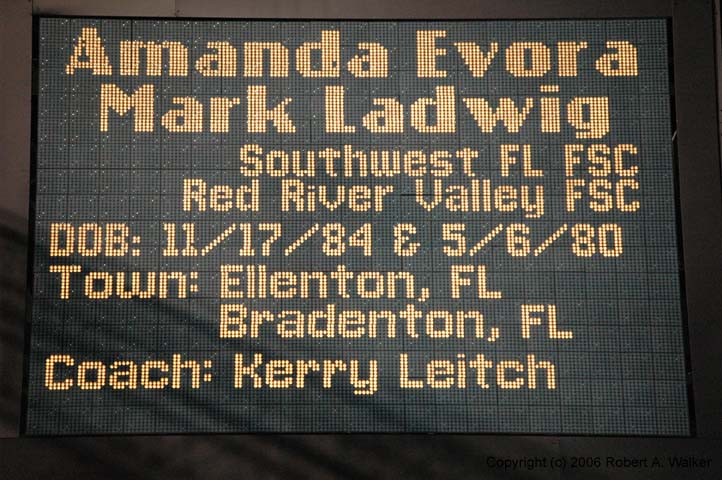 Amanda Evora
Mark Ladwig
Southwest FL FSC
Red River Valley FSC
DOB: 11/17/84 & 5/6/80
Town: Ellenton, FL
Bradenton, FL
Coach: Kerry Leitch
Copyright (c) 2006 Robert A. Walker